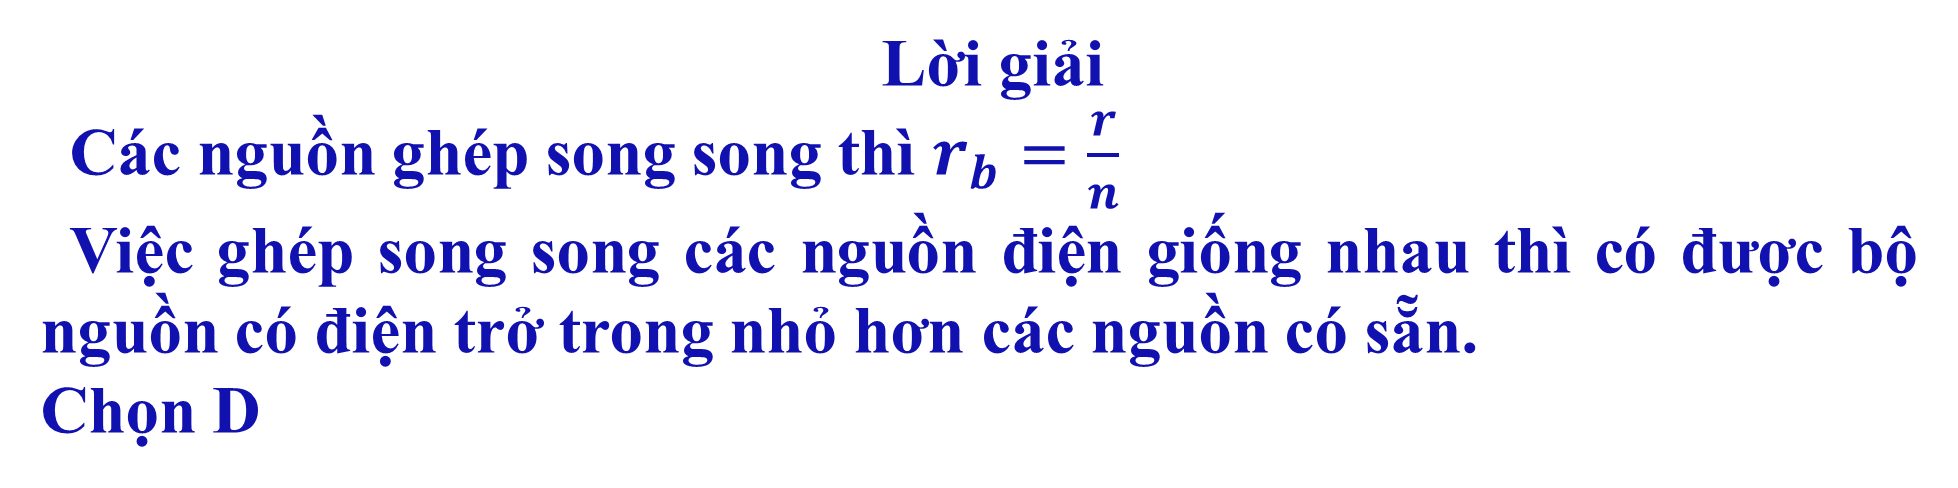 Lời giải
Các nguồn ghép song song thì $r_b = \frac{r}{n}$
Việc ghép song song các nguồn điện giống nhau thì có được bộ
nguồn có điện trở trong nhỏ hơn các nguồn có sẵn.
Chọn D